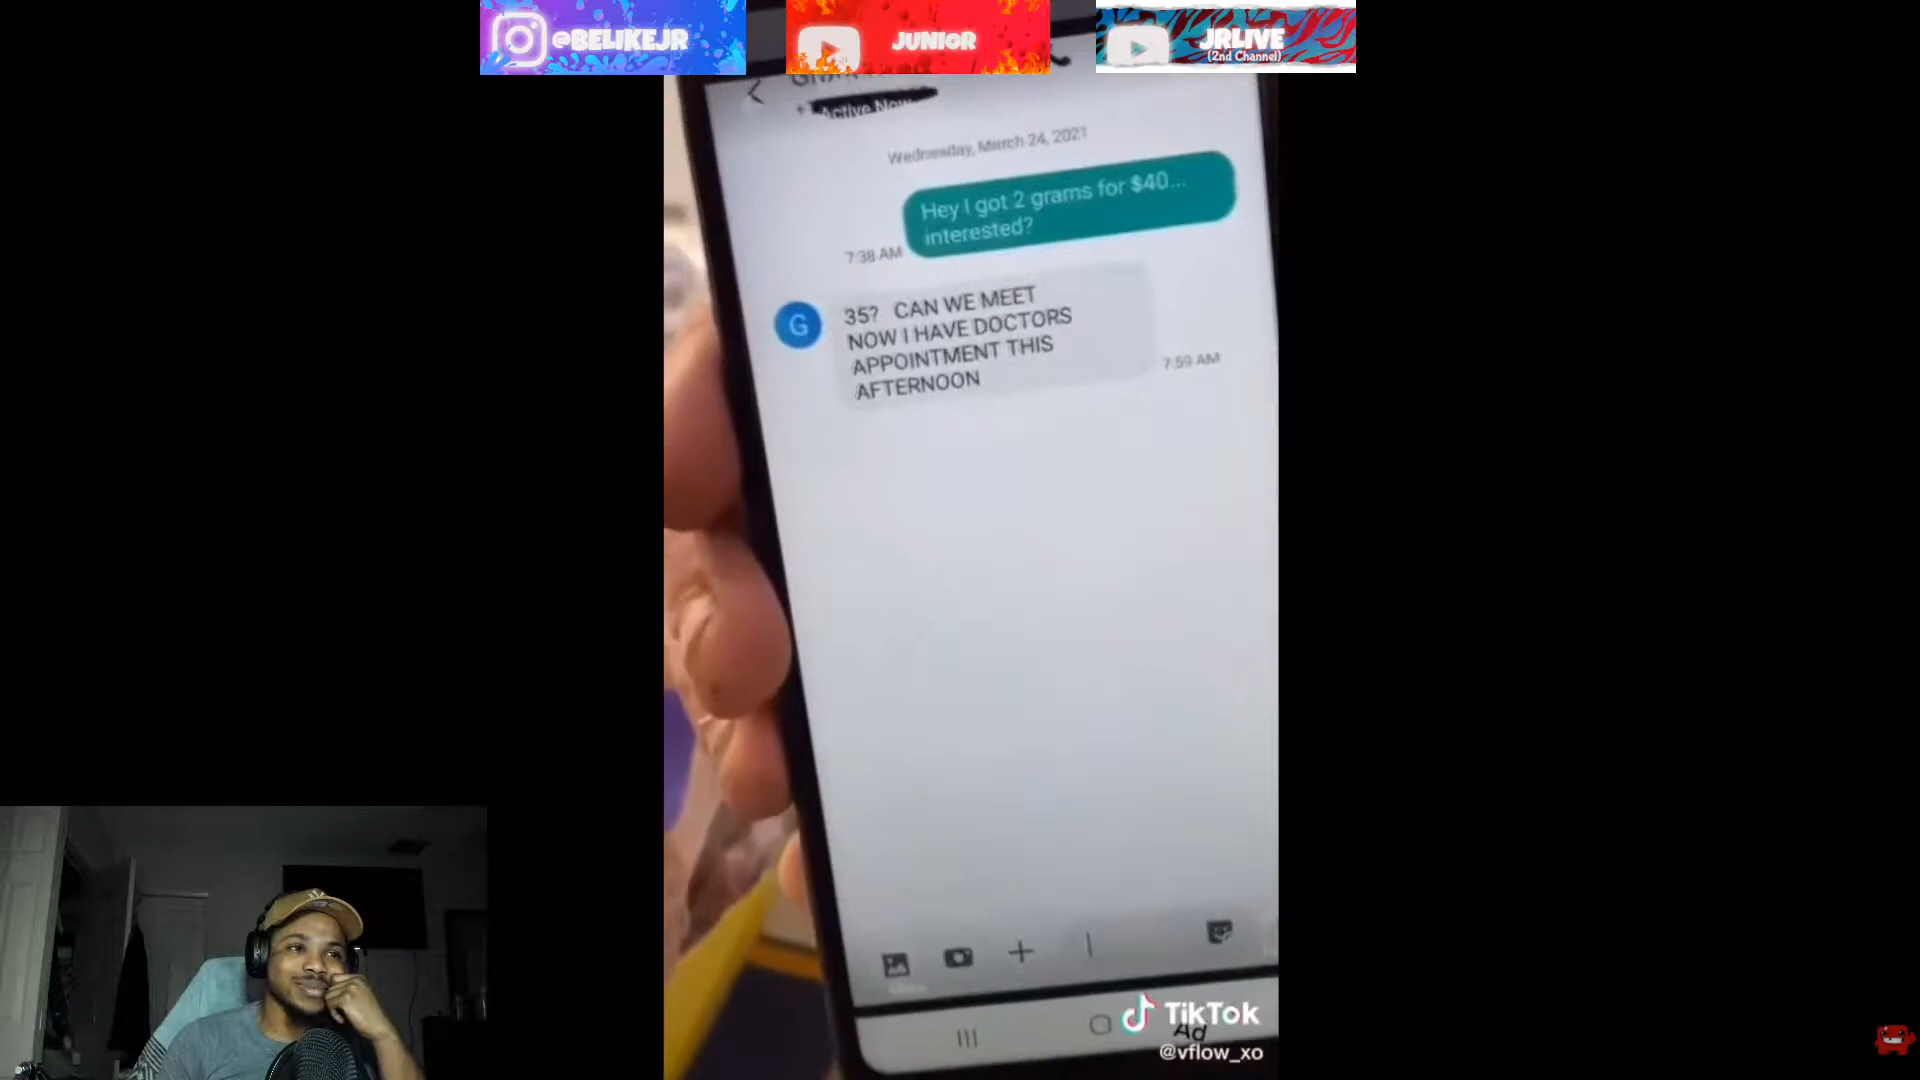 @BELIKEJR
JUNIOR
JRLIVE
(2nd Channel)
Active Now
Wednesday, March 24, 2021
Hey I got 2 grams for $40...
interested?
7:38 AM
G
35? CAN WE MEET
NOW I HAVE DOCTORS
APPOINTMENT THIS
AFTERNOON
7:59 AM
TikTok
Ad
@vflow_xo